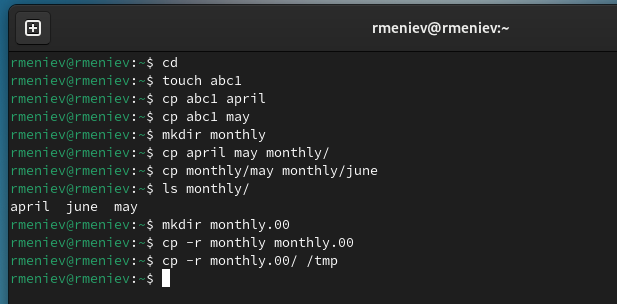 rmeniev@rmeniev:~
rmeniev@rmeniev:~$ cd
rmeniev@rmeniev:~$ touch abc1
rmeniev@rmeniev:~$ cp abc1 april
rmeniev@rmeniev:~$ cp abc1 may
rmeniev@rmeniev:~$ mkdir monthly
rmeniev@rmeniev:~$ cp april may monthly/
rmeniev@rmeniev:~$ cp monthly/may monthly/june
rmeniev@rmeniev:~$ ls monthly/
april  june  may
rmeniev@rmeniev:~$ mkdir monthly.00
rmeniev@rmeniev:~$ cp -r monthly monthly.00
rmeniev@rmeniev:~$ cp -r monthly.00/ /tmp
rmeniev@rmeniev:~$